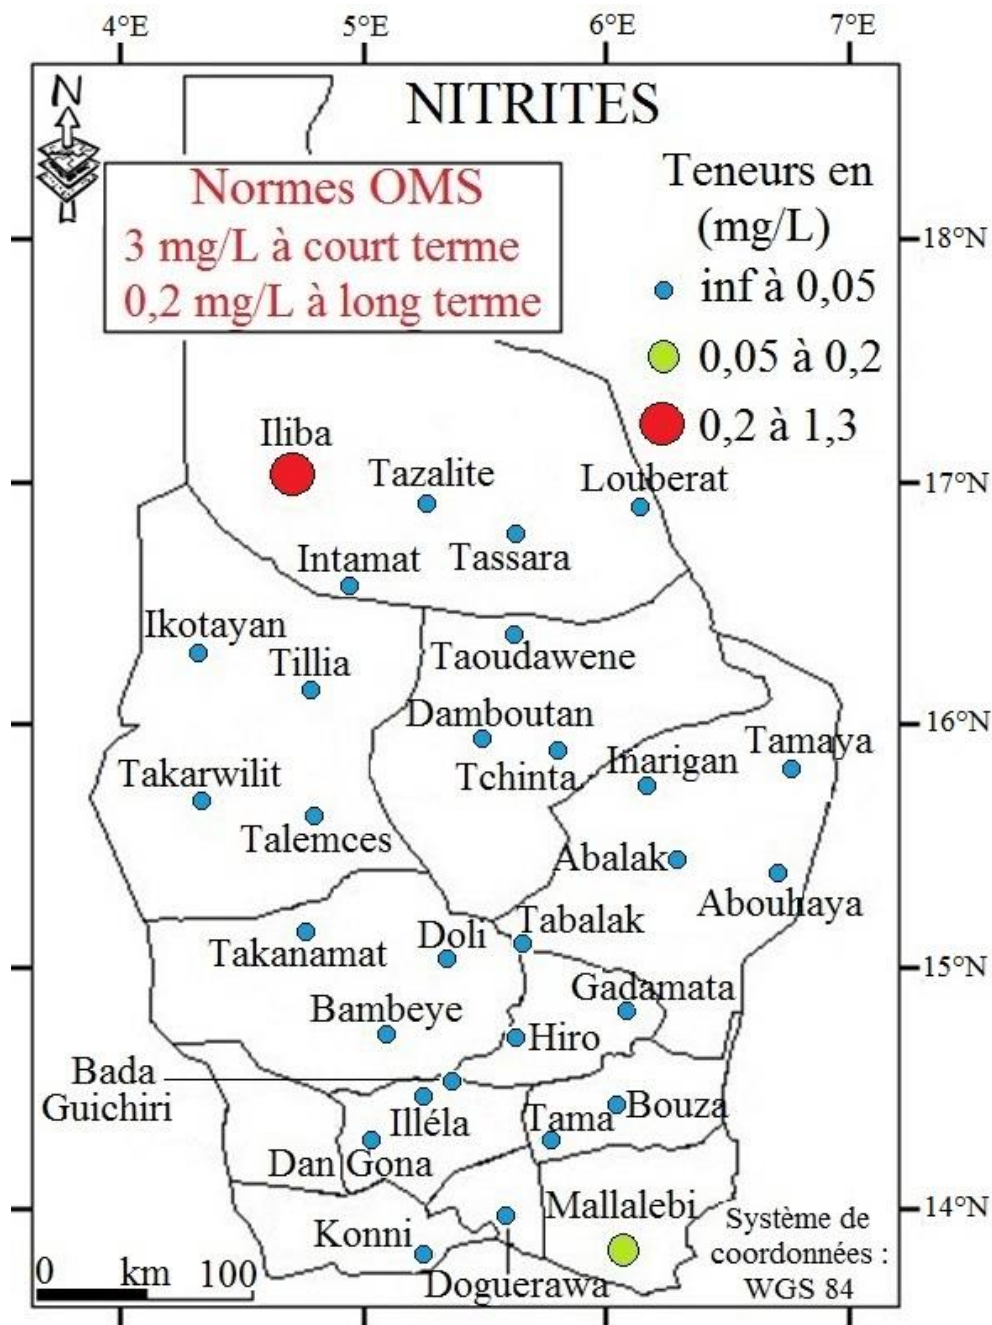 4°E 5°E 6°E 7°E
N
NITRITES
Normes OMS
3 mg/L à court terme
0,2 mg/L à long terme
Teneurs en
(mg/L)
inf à 0,05
0,05 à 0,2
0,2 à 1,3
18°N
Iliba
Tazalite
Louberat
17°N
Intamat
Tassara
Ikotayan
Tillia
Taoudawene
Damboutan
16°N
Tamaya
Inarigan
Takarwilit
Tchinta
Talemces
Abalak
Abouhaya
Tabalak
Doli
Takanamat
15°N
Gadamata
Bambeye
Hiro
Bada
Guichiri
Illéla
Tama
Bouza
Dan Gona
Mallalebi
14°N
Konni
Doguerawa
Système de
coordonnées :
WGS 84
0 km 100